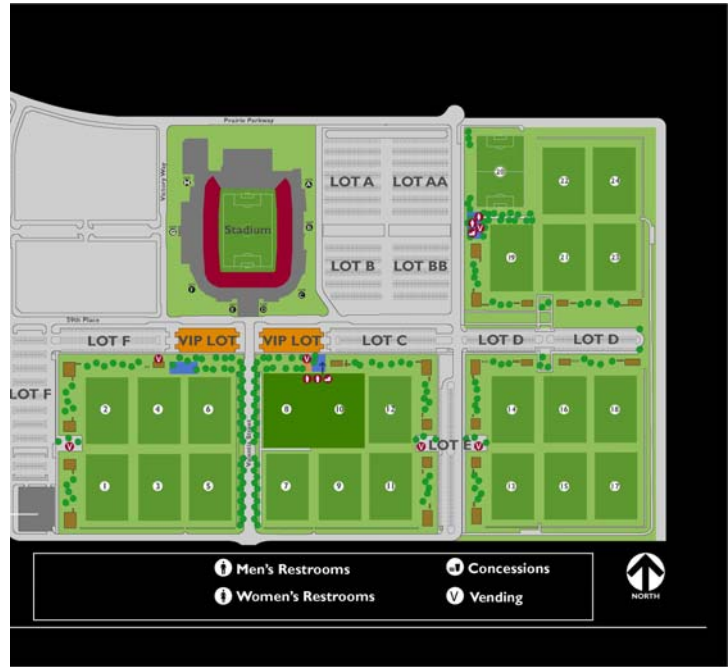 Prairie Parkway
Victory Way
LOT A
LOT AA
LOT B
LOT BB
Stadium
H
A
G
B
F
C
E
D
20
22
24
19
21
23
59th Place
LOT F
VIP LOT
VIP LOT
LOT C
LOT D
LOT D
LOT F
LOT E
2
4
6
8
10
12
14
16
18
1
3
5
7
9
11
13
15
17
V
V
V
V
V
V
Men's Restrooms
Women's Restrooms
Concessions
V Vending
NORTH